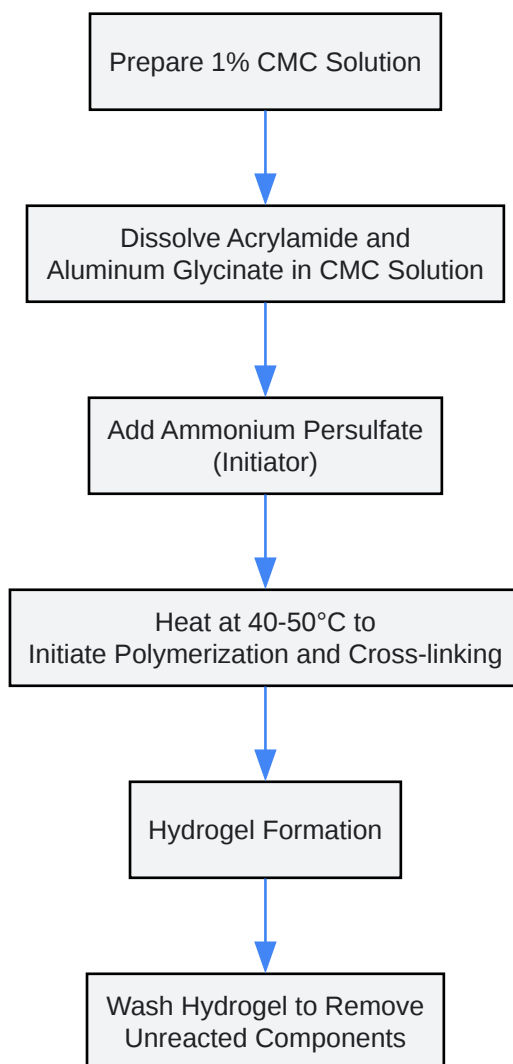 Prepare 1% CMC Solution
Dissolve Acrylamide and
Aluminum Glycinate in CMC Solution
Add Ammonium Persulfate
(Initiator)
Heat at 40-50°C to
Initiate Polymerization and Cross-linking
Hydrogel Formation
Wash Hydrogel to Remove
Unreacted Components